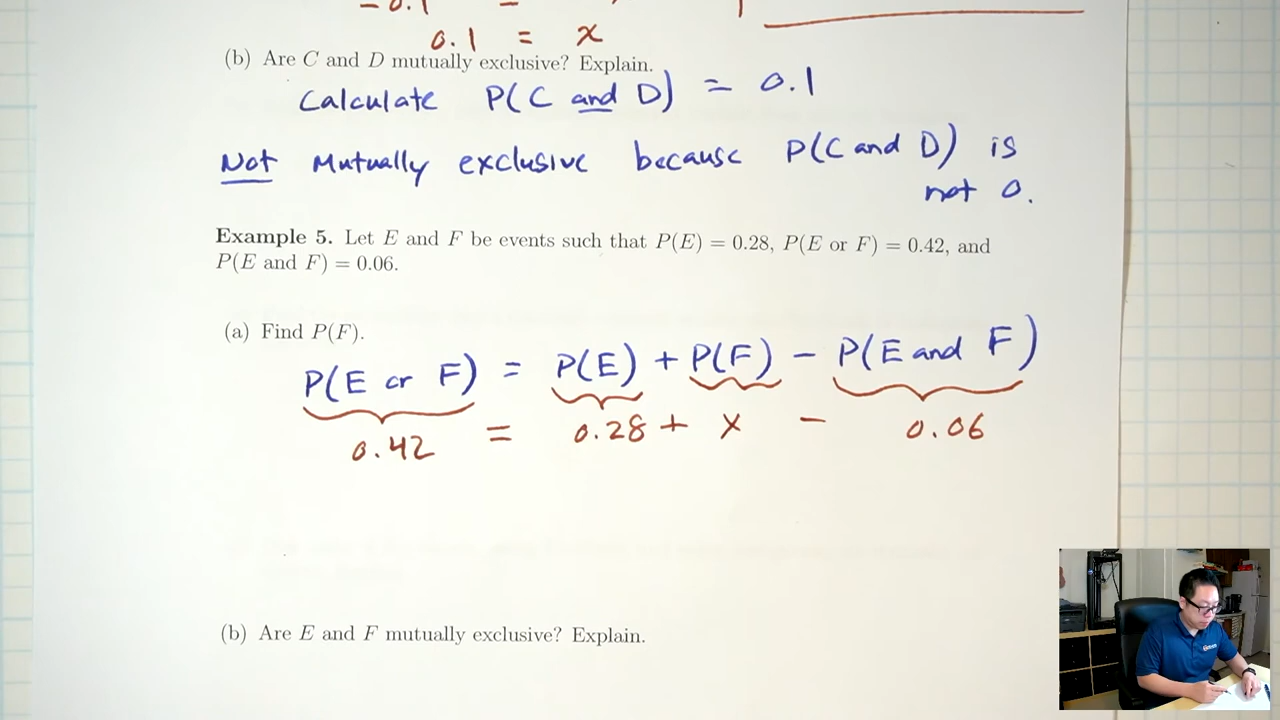 - 0.1
0.1 = x
(b) Are C and D mutually exclusive? Explain.
Calculate P(C and D) = 0.1
Not Mutually exclusive because P(C and D) is
not 0.
Example 5. Let E and F be events such that P(E) = 0.28, P(E or F) = 0.42, and
P(E and F) = 0.06.
(a) Find P(F).
P(E or F) = P(E) + P(F) − P(E and F)
0.42 = 0.28 + x − 0.06
(b) Are E and F mutually exclusive? Explain.